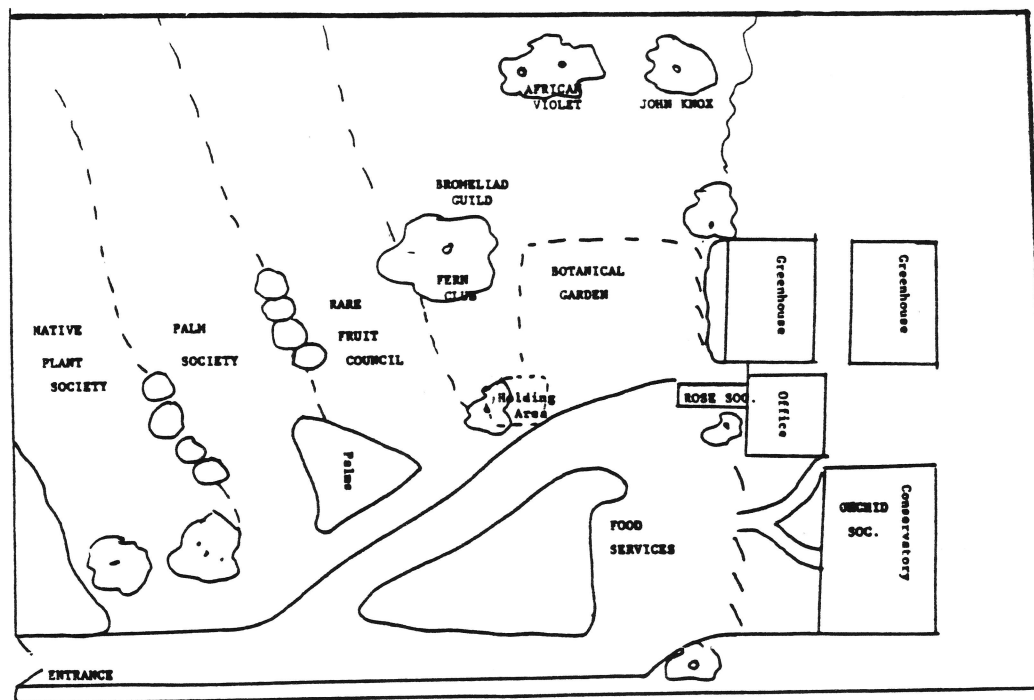 AFRICAN
VIOLET
JOHN KNOX
BROMELIAD
GUILD
FERN
CLUB
BOTANICAL
GARDEN
Greenhouse
Greenhouse
NATIVE
PLANT
SOCIETY
PALM
SOCIETY
RARE
FRUIT
COUNCIL
Holding
Area
ROSE SOC.
Office
Palms
FOOD
SERVICES
ORCHID
SOC.
Conservatory
ENTRANCE